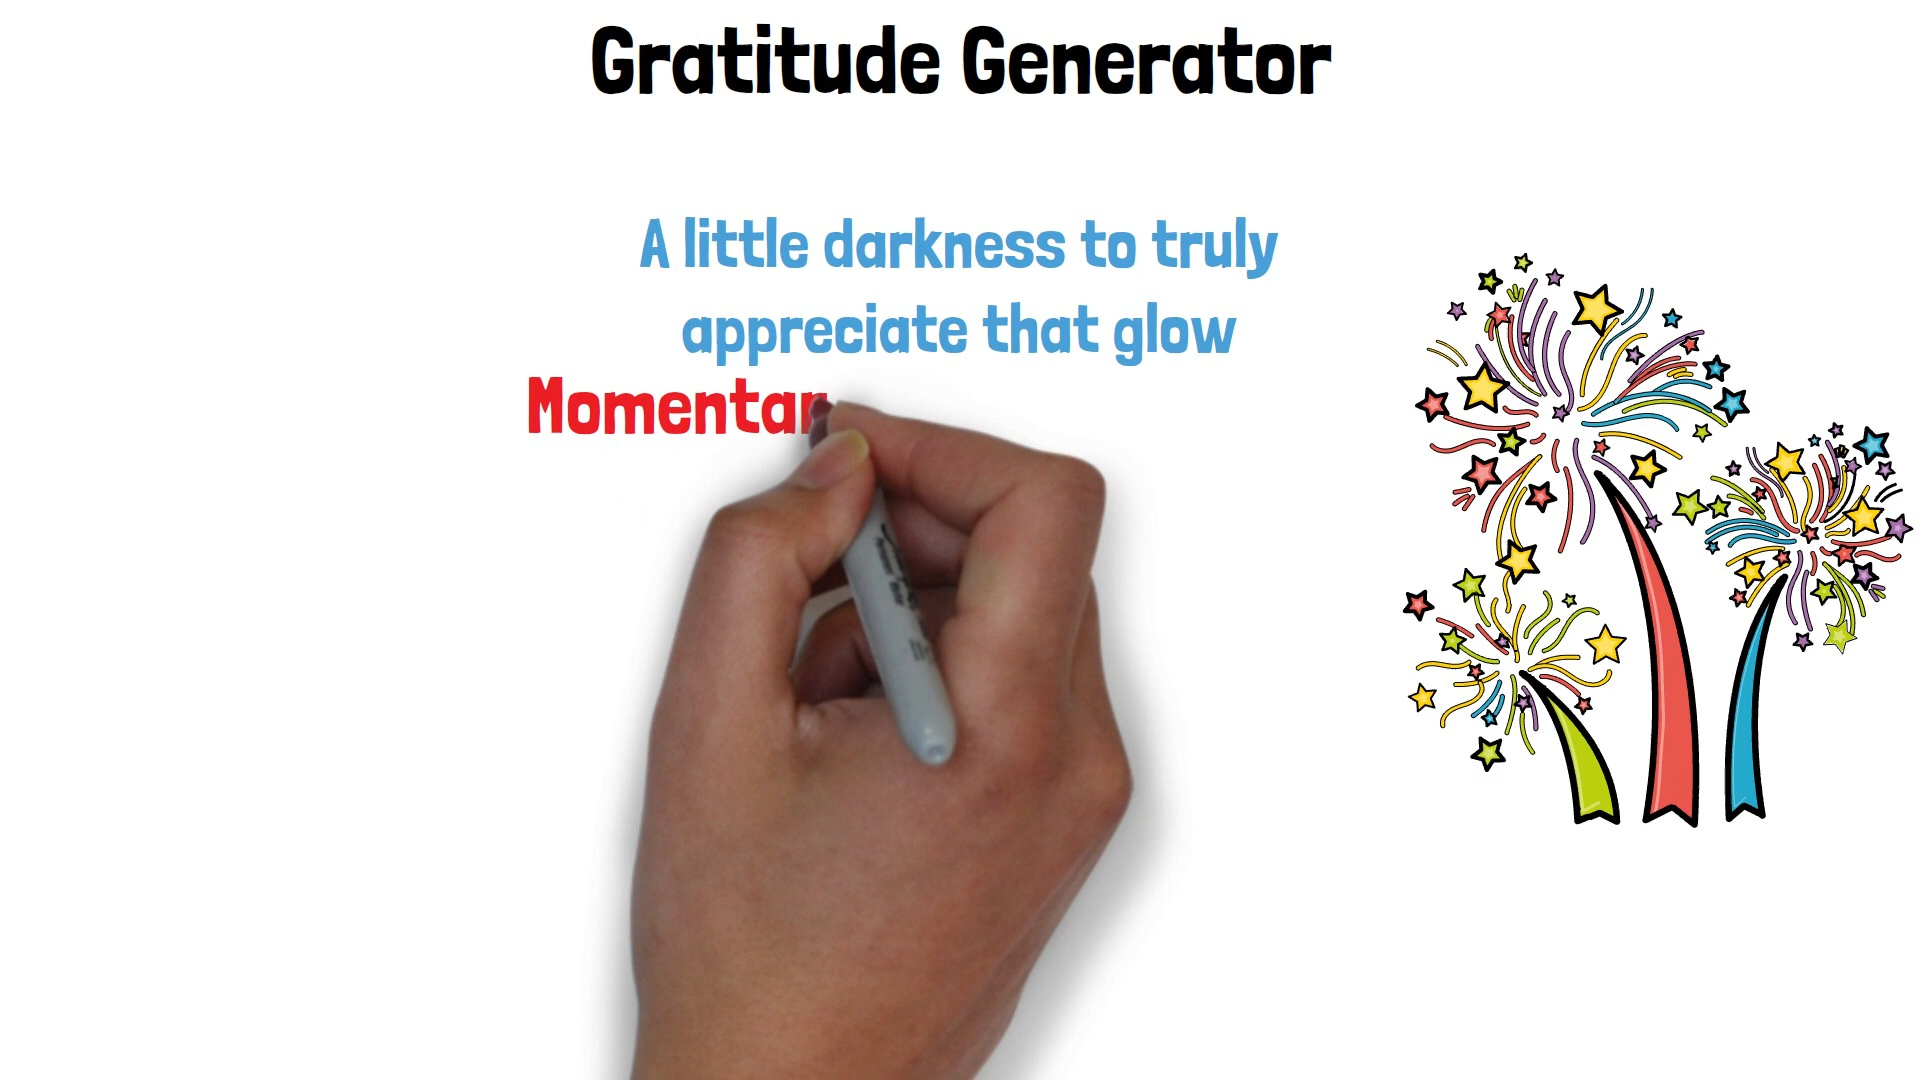 Gratitude Generator
A little darkness to truly
appreciate that glow
Momentar